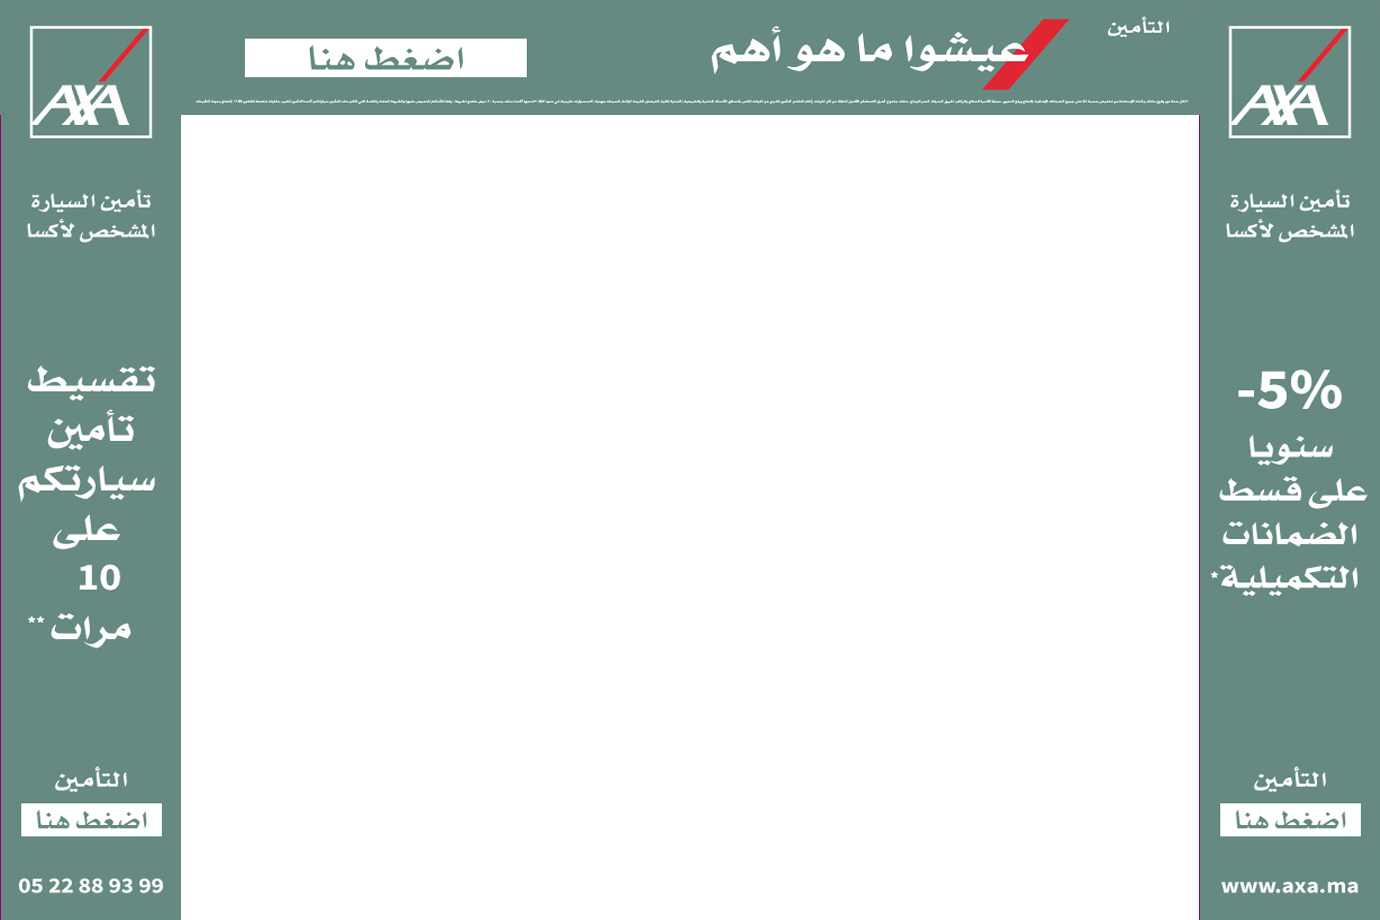 التأمين
عيشوا ما هو أهم
اضغط هنا
AXA
تأمين السيارة
المشخص لأكسا
-5%
سنويا
على قسط
الضمانات
التكميلية*
التأمين
اضغط هنا
www.axa.ma
AXA
تأمين السيارة
المشخص لأكسا
تقسيط
تأمين
سيارتكم
على
10
مرات**
التأمين
اضغط هنا
05 22 88 93 99